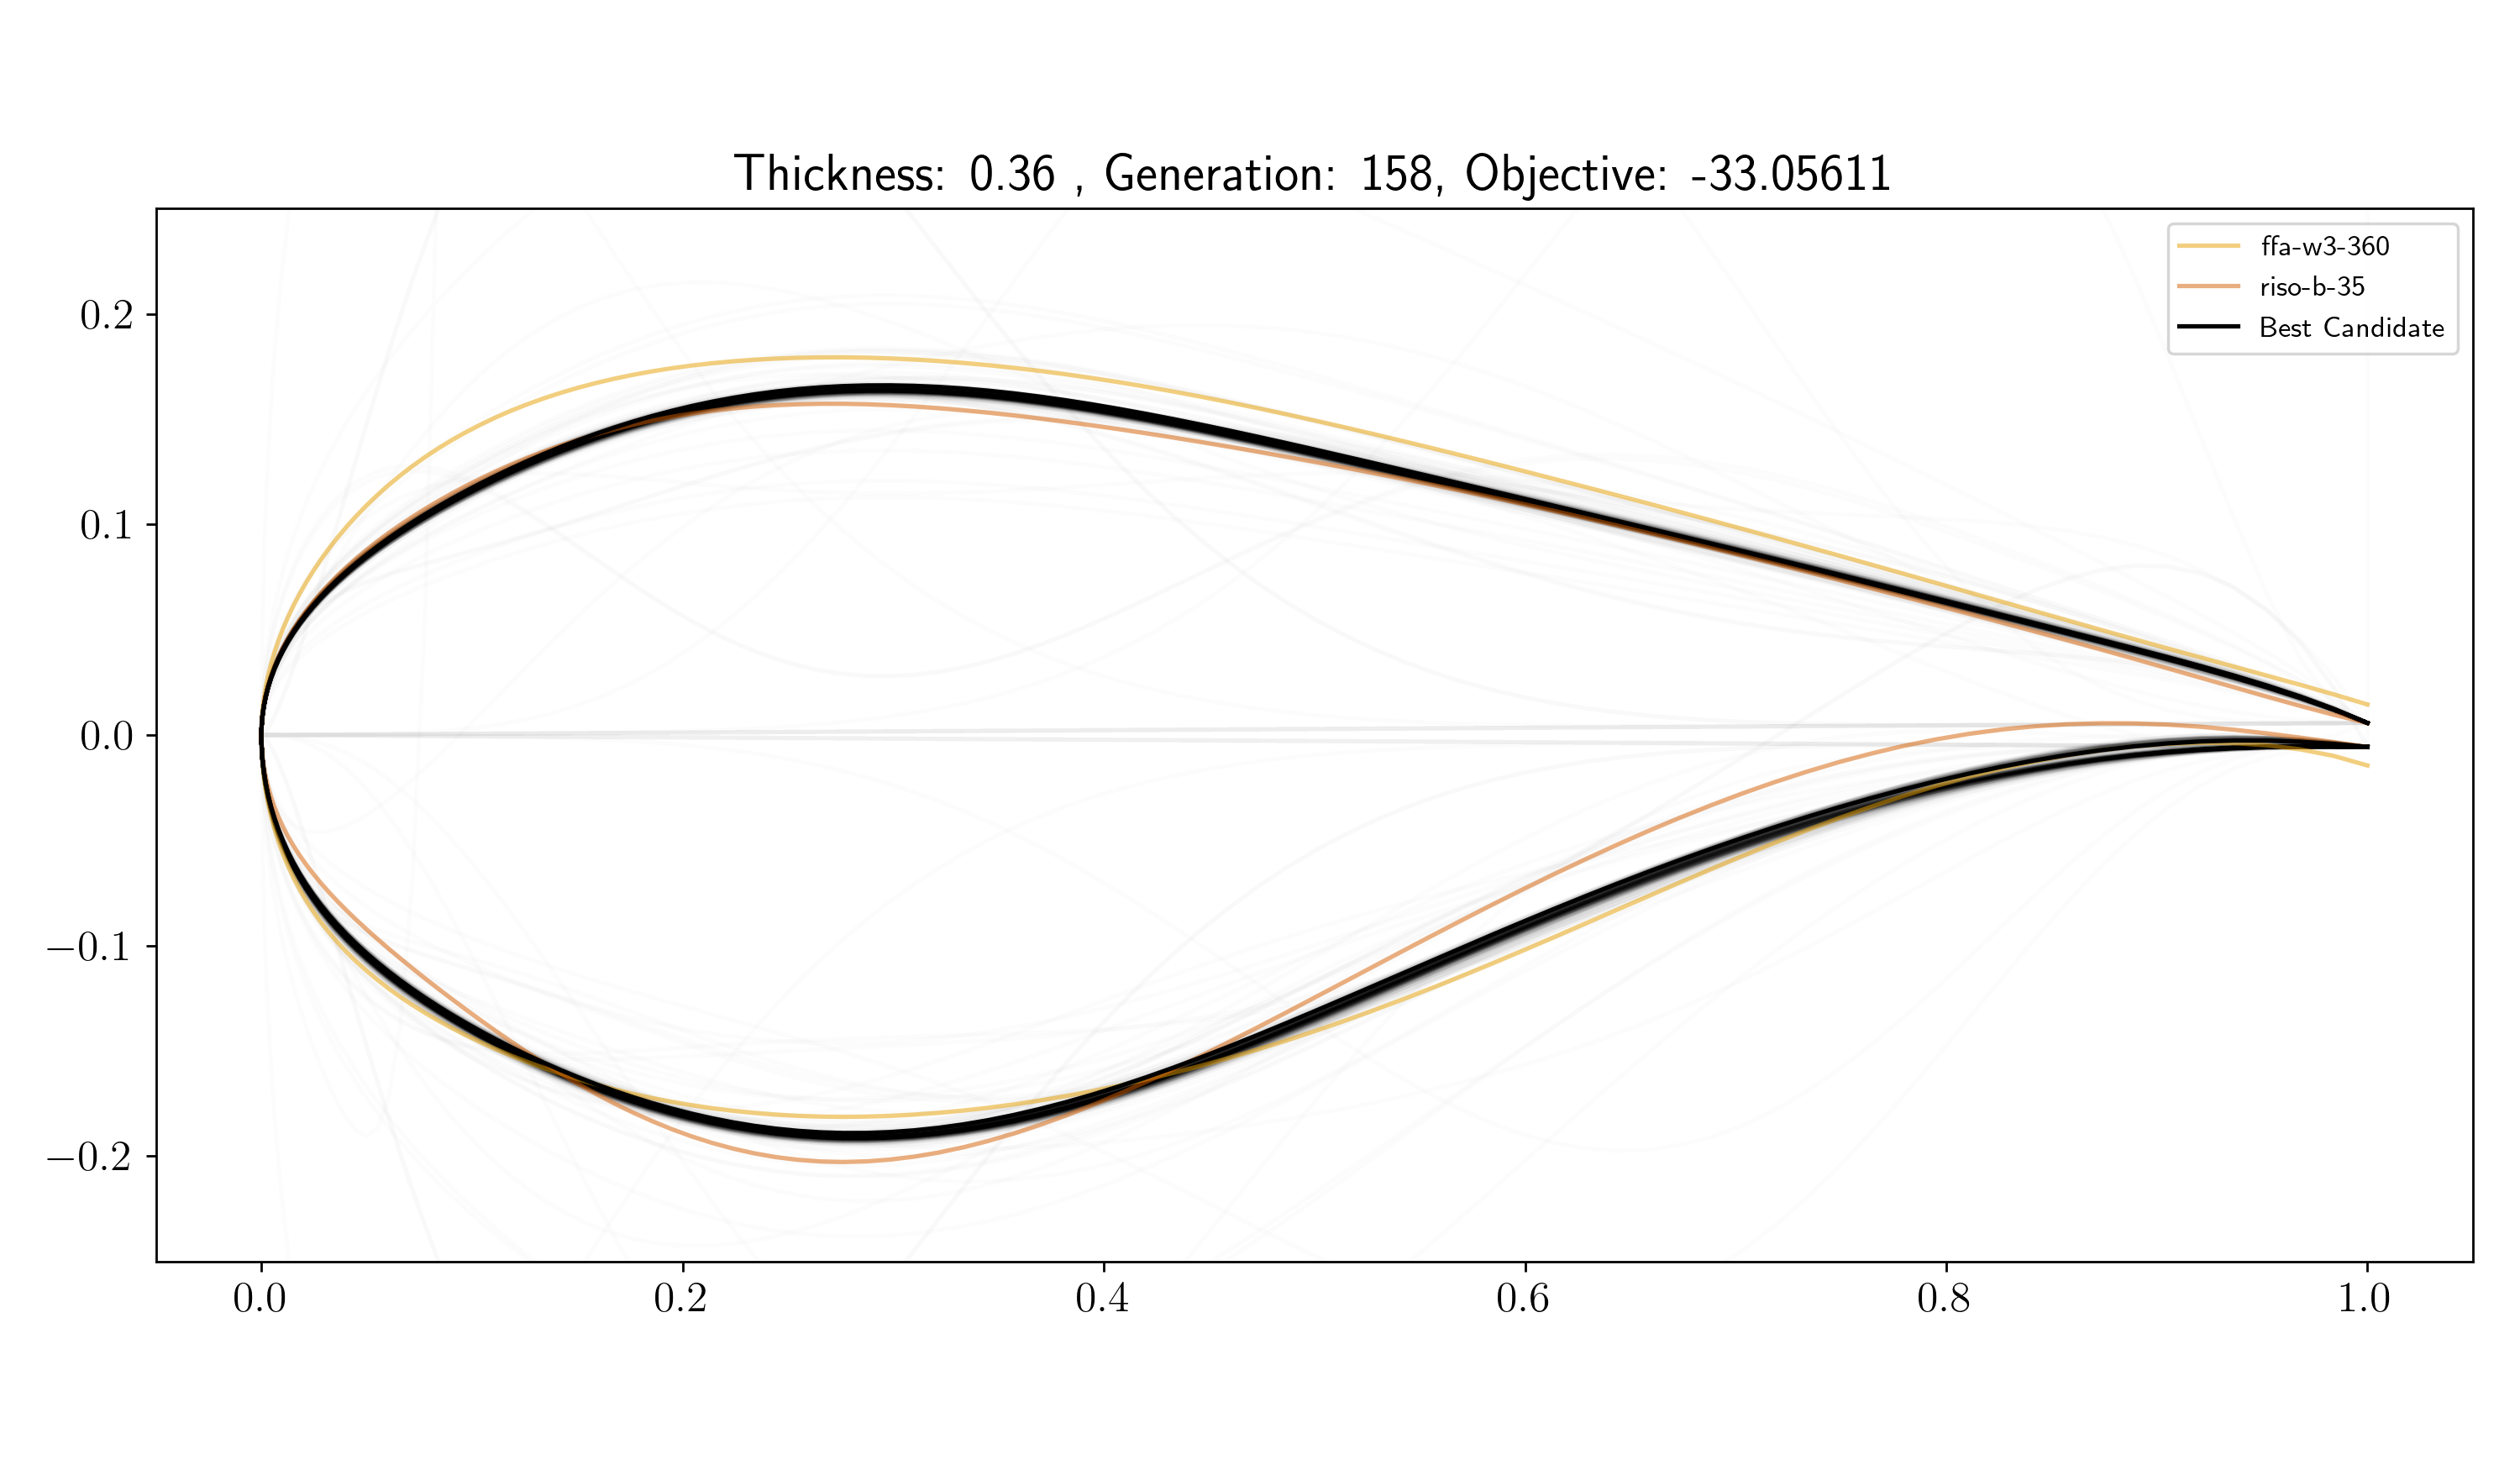 Thickness: 0.36 , Generation: 158, Objective: -33.05611
ffa-w3-360
riso-b-35
Best Candidate
0.2
0.1
0.0
−0.1
−0.2
0.0 0.2 0.4 0.6 0.8 1.0